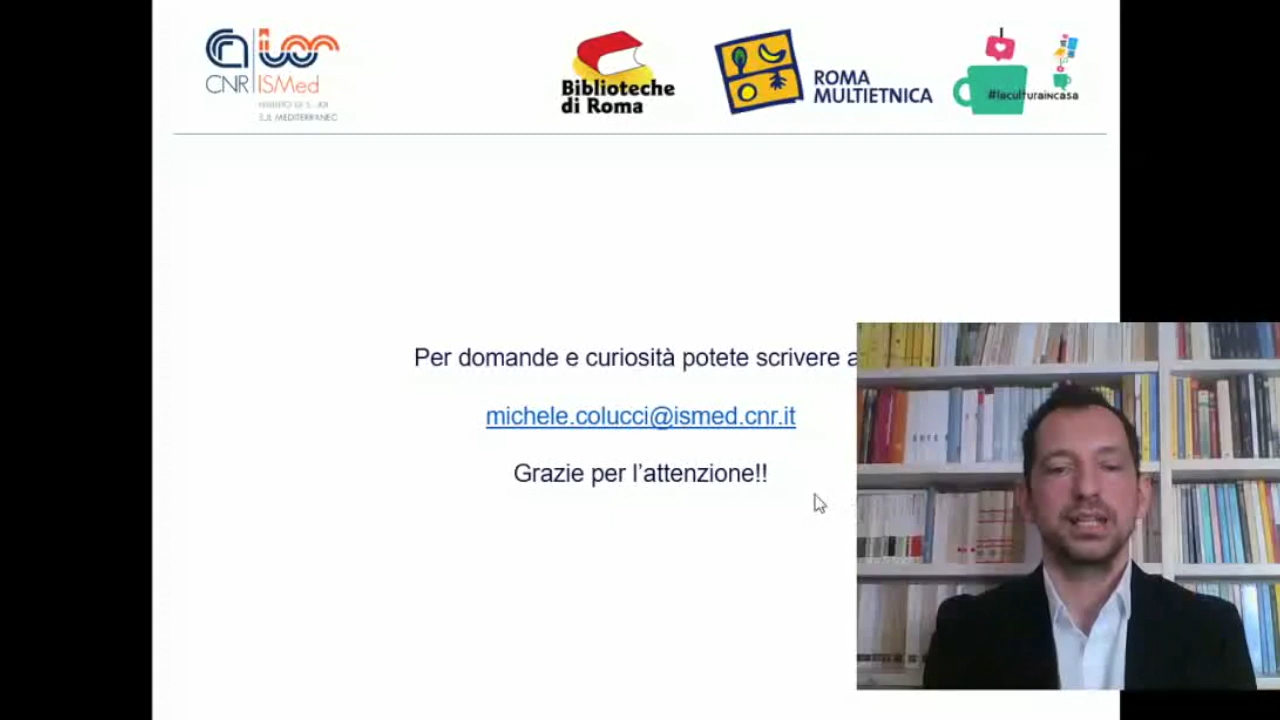 CNR ISMed
Biblioteche
di Roma
ROMA
MULTIETNICA
#laculturaincasa
Per domande e curiosità potete scrivere a
michele.colucci@ismed.cnr.it
Grazie per l'attenzione!!